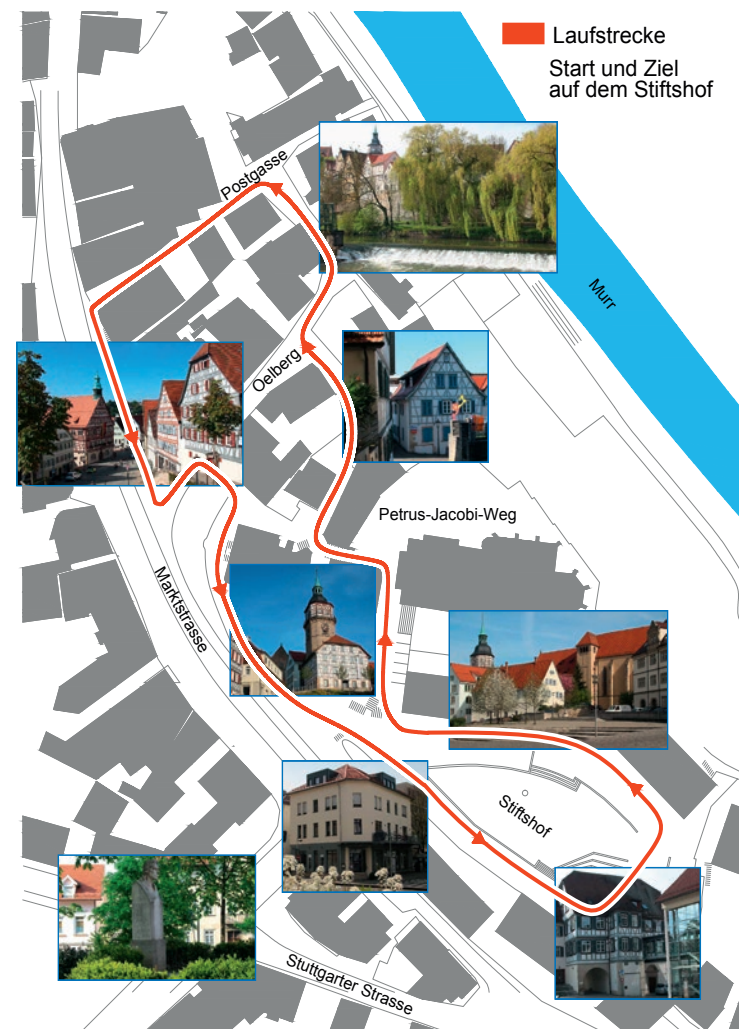 Laufstrecke
Start und Ziel
auf dem Stiftshof
Postgasse
Murr
Oelberg
Petrus-Jacobi-Weg
Marktstrasse
Stiftshof
Stuttgarter Strasse